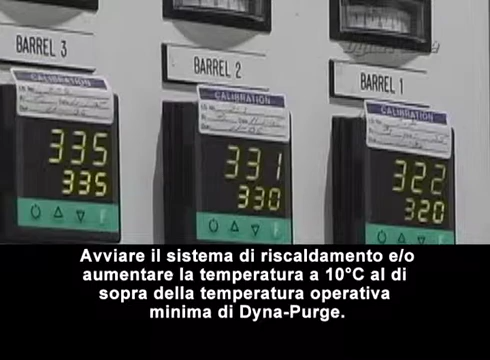 BARREL 3
BARREL 2
BARREL 1
CALIBRATION
CALIBRATION
CALIBRATION
335
335
331
330
322
320
Avviare il sistema di riscaldamento e/o
aumentare la temperatura a 10°C al di
sopra della temperatura operativa
minima di Dyna-Purge.